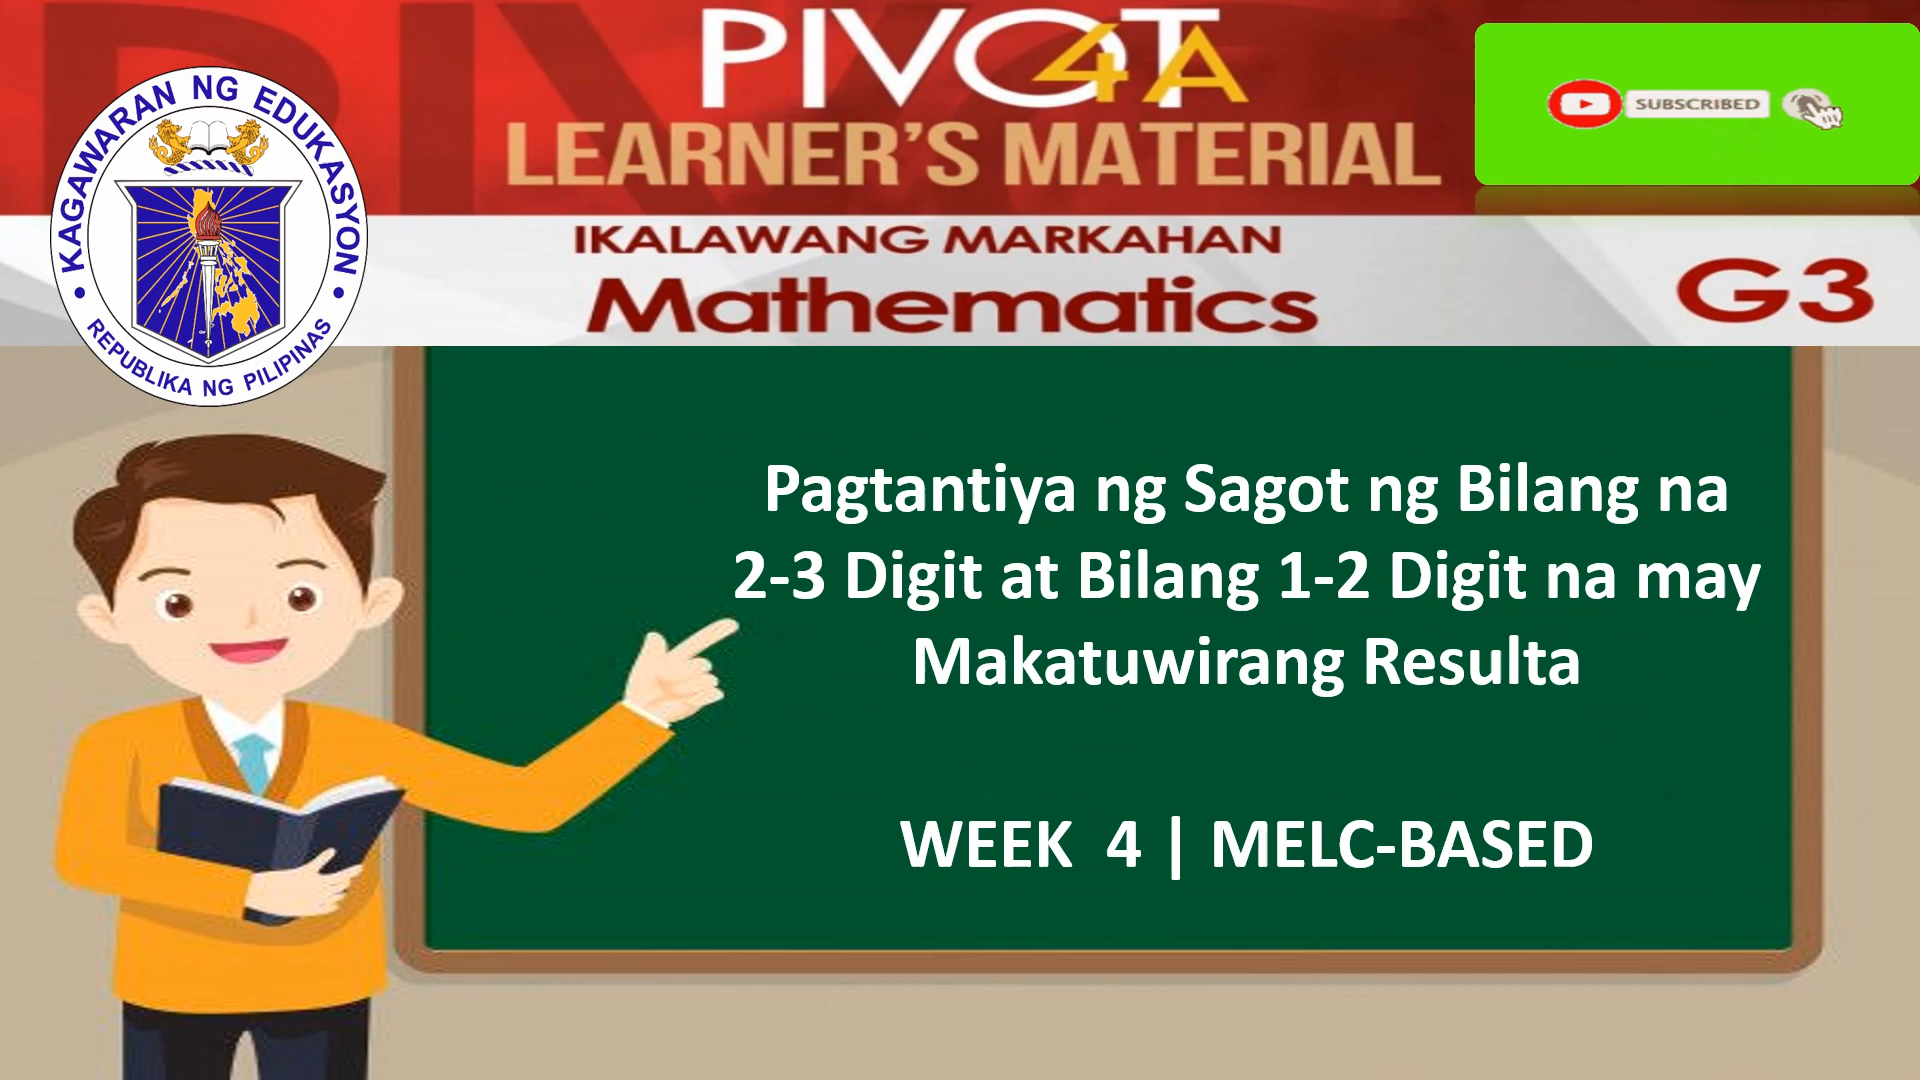 PIVOT 4A
LEARNER'S MATERIAL
SUBSCRIBED
KAGAWARAN NG EDUKASYON
REPUBLIKA NG PILIPINAS
IKALAWANG MARKAHAN
Mathematics
G3
Pagtantiya ng Sagot ng Bilang na
2-3 Digit at Bilang 1-2 Digit na may
Makatuwirang Resulta
WEEK 4 | MELC-BASED